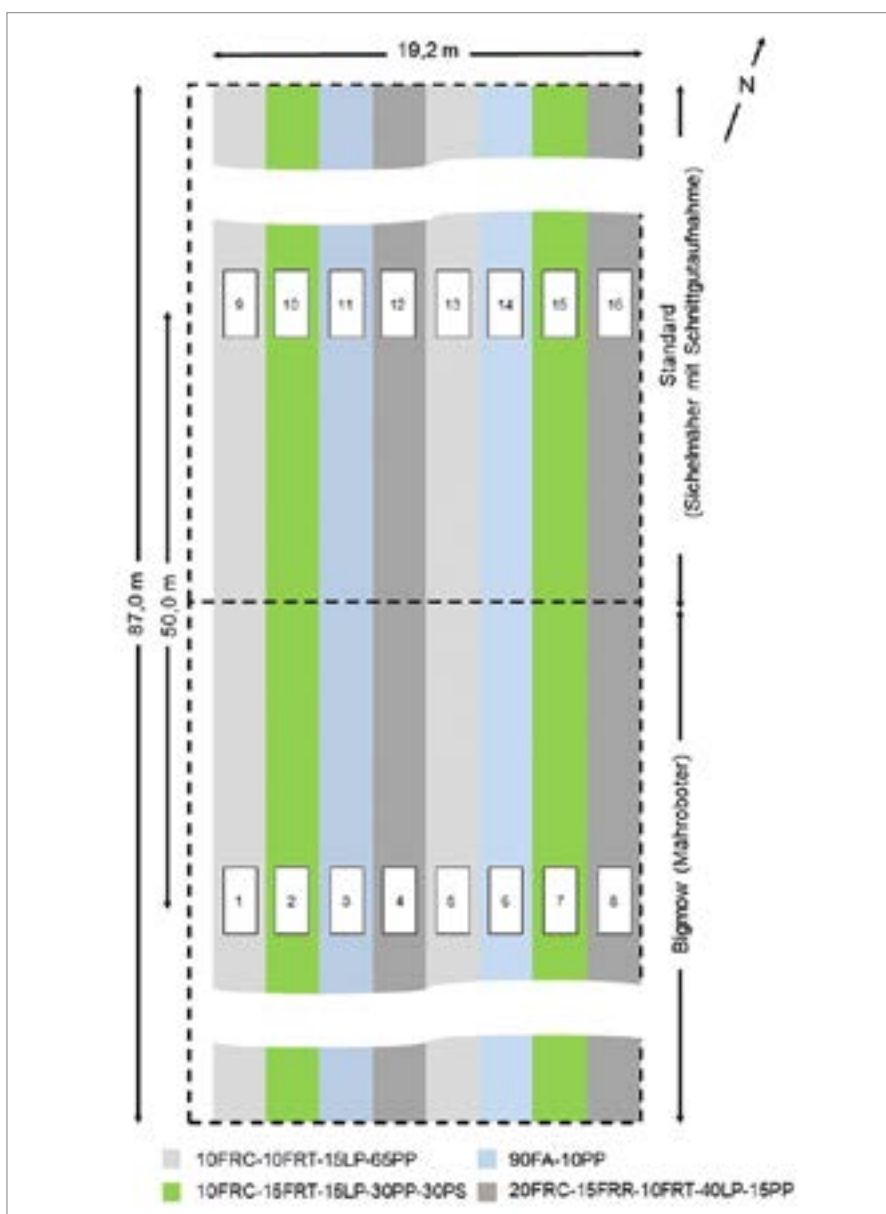 19,2 m
N
9 10 11 12 13 14 15 16
Standard
(Sichelmäher mit Schnittgutaufnahme)
87,0 m
50,0 m
Bigmow (Mähroboter)
1 2 3 4 5 6 7 8
10FRC-10FRT-15LP-65PP
90FA-10PP
10FRC-15FRT-15LP-30PP-30PS
20FRC-15FRR-10FRT-40LP-15PP